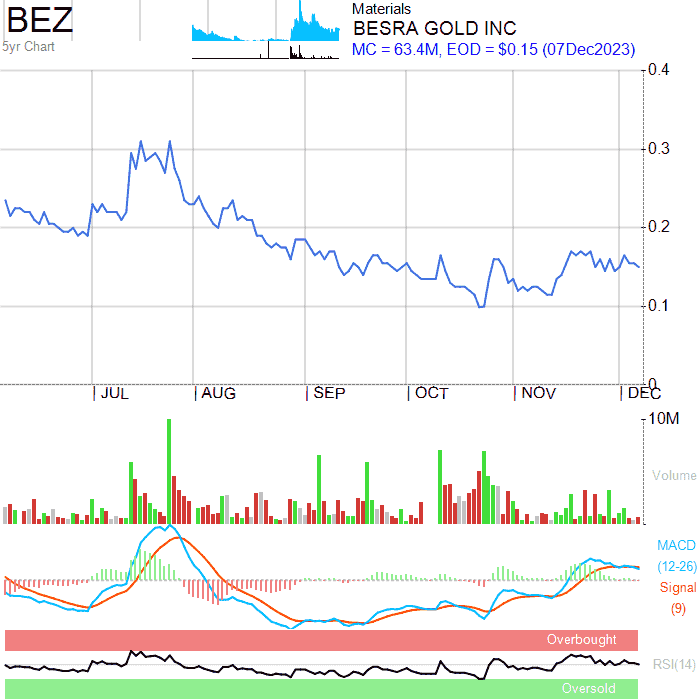 BEZ
5yr Chart
Materials
BESRA GOLD INC
MC = 63.4M, EOD = $0.15 (07Dec2023)
0.4
0.3
0.2
0.1
0
JUL AUG SEP OCT NOV DEC
10M
Volume
MACD
(12-26)
Signal
(9)
Overbought
RSI(14)
Oversold